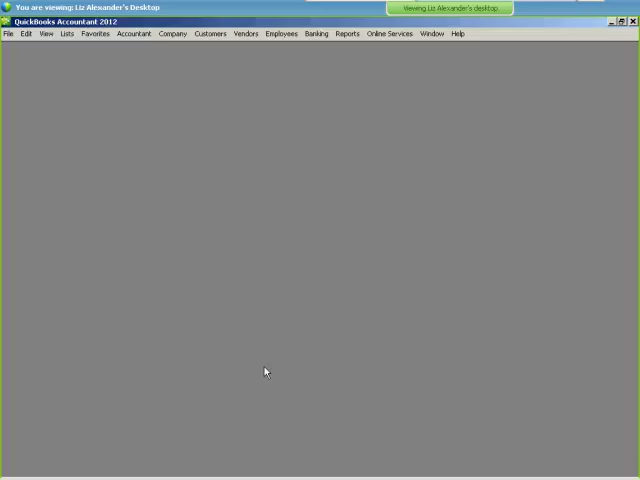 You are viewing: Liz Alexander's Desktop
Viewing Liz Alexander's desktop
QuickBooks Accountant 2012
File Edit View Lists Favorites Accountant Company Customers Vendors Employees Banking Reports Online Services Window Help